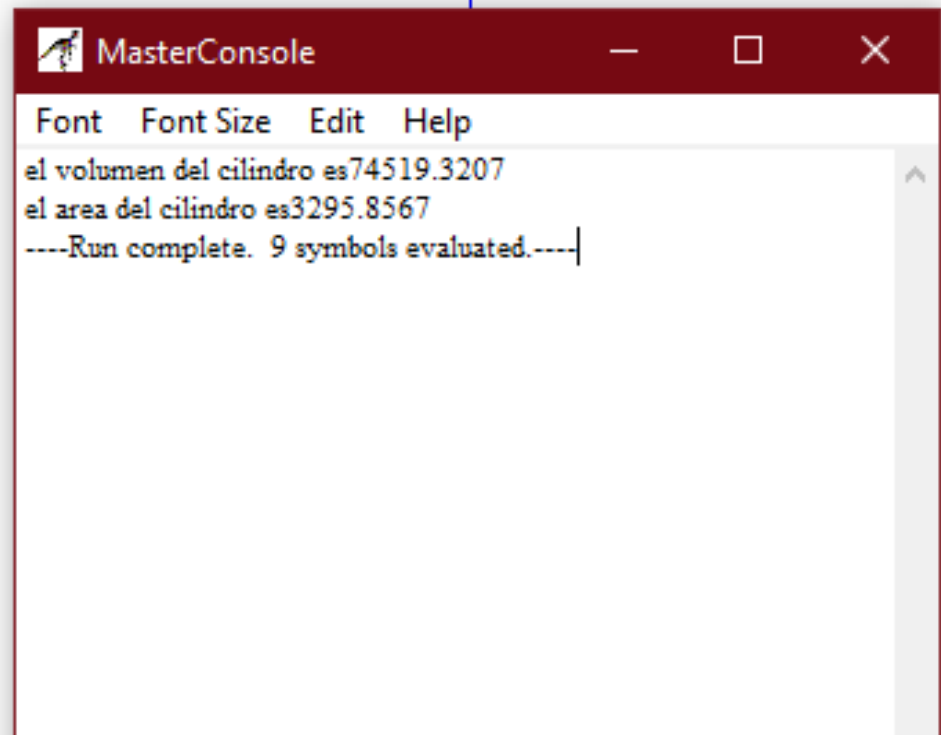 MasterConsole
Font Font Size Edit Help
el volumen del cilindro es74519.3207
el area del cilindro es3295.8567
----Run complete.  9 symbols evaluated.----